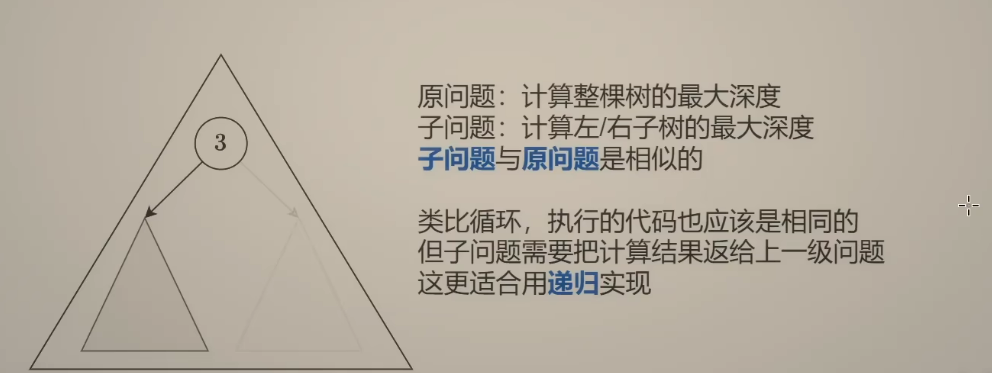 3
原问题：计算整棵树的最大深度
子问题：计算左/右子树的最大深度
子问题与原问题是相似的
类比循环，执行的代码也应该是相同的
但子问题需要把计算结果返给上一级问题
这更适合用递归实现